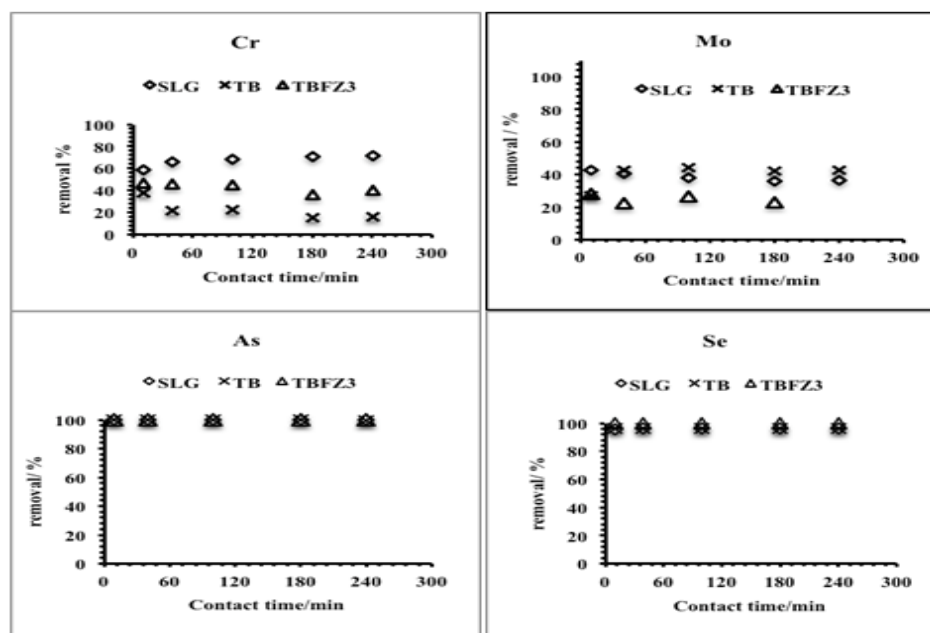 Cr
◇SLG ×TB △TBFZ3
removal %
100
80
60
40
20
0
0 60 120 180 240 300
Contact time/min
Mo
◇SLG ×TB △TBFZ3
removal / %
100
80
60
40
20
0
0 60 120 180 240 300
Contact time/min
As
◇SLG ×TB △TBFZ3
removal/ %
100
80
60
40
20
0
0 60 120 180 240 300
Contact time/min
Se
◇SLG ×TB △TBFZ3
removal/ %
100
80
60
40
20
0
0 60 120 180 240 300
Contact time/min